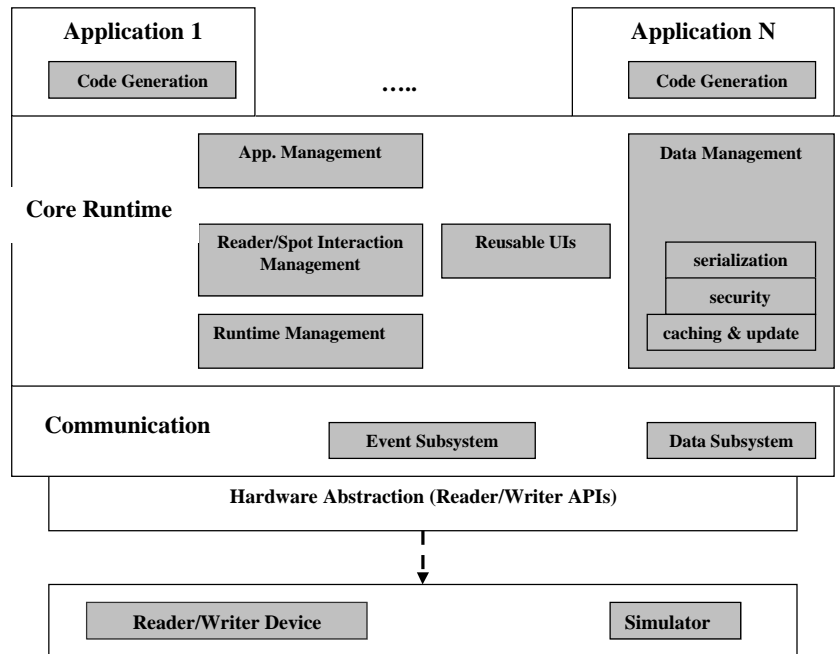 Application 1
Application N
Code Generation
…..
Code Generation
App. Management
Data Management
Core Runtime
Reader/Spot Interaction
Management
Reusable UIs
serialization
security
Runtime Management
caching & update
Communication
Event Subsystem
Data Subsystem
Hardware Abstraction (Reader/Writer APIs)
Reader/Writer Device
Simulator